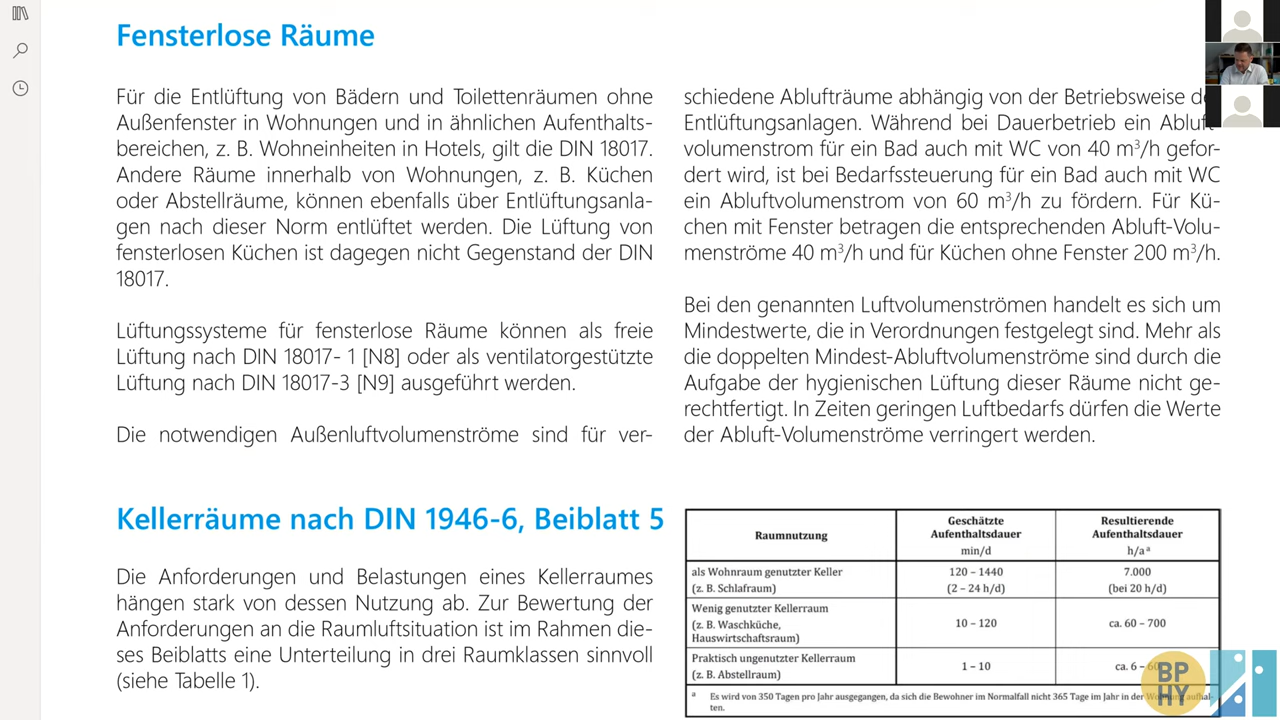 Fensterlose Räume
Für die Entlüftung von Bädern und Toilettenräumen ohne
Außenfenster in Wohnungen und in ähnlichen Aufenthalts-
bereichen, z. B. Wohneinheiten in Hotels, gilt die DIN 18017.
Andere Räume innerhalb von Wohnungen, z. B. Küchen
oder Abstellräume, können ebenfalls über Entlüftungsanla-
gen nach dieser Norm entlüftet werden. Die Lüftung von
fensterlosen Küchen ist dagegen nicht Gegenstand der DIN
18017.
Lüftungssysteme für fensterlose Räume können als freie
Lüftung nach DIN 18017- 1 [N8] oder als ventilatorgestützte
Lüftung nach DIN 18017-3 [N9] ausgeführt werden.
Die notwendigen Außenluftvolumenströme sind für ver-
schiedene Ablufträume abhängig von der Betriebsweise
Entlüftungsanlagen. Während bei Dauerbetrieb ein Abluft-
volumenstrom für ein Bad auch mit WC von 40 m³/h gefor-
dert wird, ist bei Bedarfssteuerung für ein Bad auch mit WC
ein Abluftvolumenstrom von 60 m³/h zu fördern. Für Kü-
chen mit Fenster betragen die entsprechenden Abluft-Volu-
menströme 40 m³/h und für Küchen ohne Fenster 200 m³/h.
Bei den genannten Luftvolumenströmen handelt es sich um
Mindestwerte, die in Verordnungen festgelegt sind. Mehr als
die doppelten Mindest-Abluftvolumenströme sind durch die
Aufgabe der hygienischen Lüftung dieser Räume nicht ge-
rechtfertigt. In Zeiten geringen Luftbedarfs dürfen die Werte
der Abluft-Volumenströme verringert werden.
Kellerräume nach DIN 1946-6, Beiblatt 5
Die Anforderungen und Belastungen eines Kellerraumes
hängen stark von dessen Nutzung ab. Zur Bewertung der
Anforderungen an die Raumluftsituation ist im Rahmen die-
ses Beiblatts eine Unterteilung in drei Raumklassen sinnvoll
(siehe Tabelle 1).
Raumnutzung
Geschätzte
Aufenthaltsdauer
min/d
Resultierende
Aufenthaltsdauer
h/a ᵃ
als Wohnraum genutzter Keller
(z. B. Schlafraum)
120 – 1440
(2 – 24 h/d)
7.000
(bei 20 h/d)
Wenig genutzter Kellerraum
(z. B. Waschküche,
Hauswirtschaftsraum)
10 – 120
ca. 60 – 700
Praktisch ungenutzter Kellerraum
(z. B. Abstellraum)
1 – 10
ca. 6 –
ᵃ Es wird von 350 Tagen pro Jahr ausgegangen, da sich die Bewohner im Normalfall nicht 365 Tage im Jahr in der Wohnung aufhal-
ten.
BP
HY